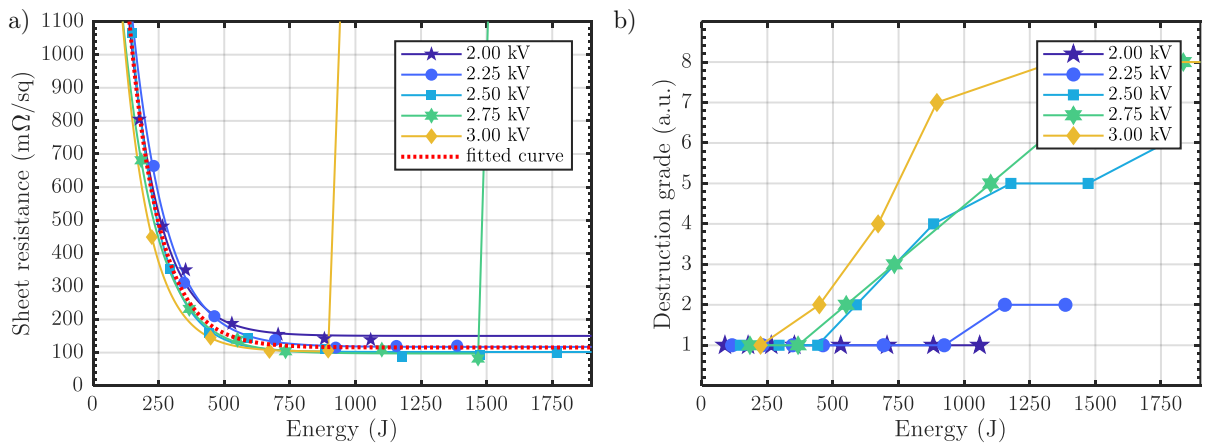 a)
Sheet resistance (mΩ/sq)
1100
1000
900
800
700
600
500
400
300
200
100
0
0 250 500 750 1000 1250 1500 1750
Energy (J)
2.00 kV
2.25 kV
2.50 kV
2.75 kV
3.00 kV
fitted curve
b)
Destruction grade (a.u.)
8
7
6
5
4
3
2
1
0 250 500 750 1000 1250 1500 1750
Energy (J)
2.00 kV
2.25 kV
2.50 kV
2.75 kV
3.00 kV